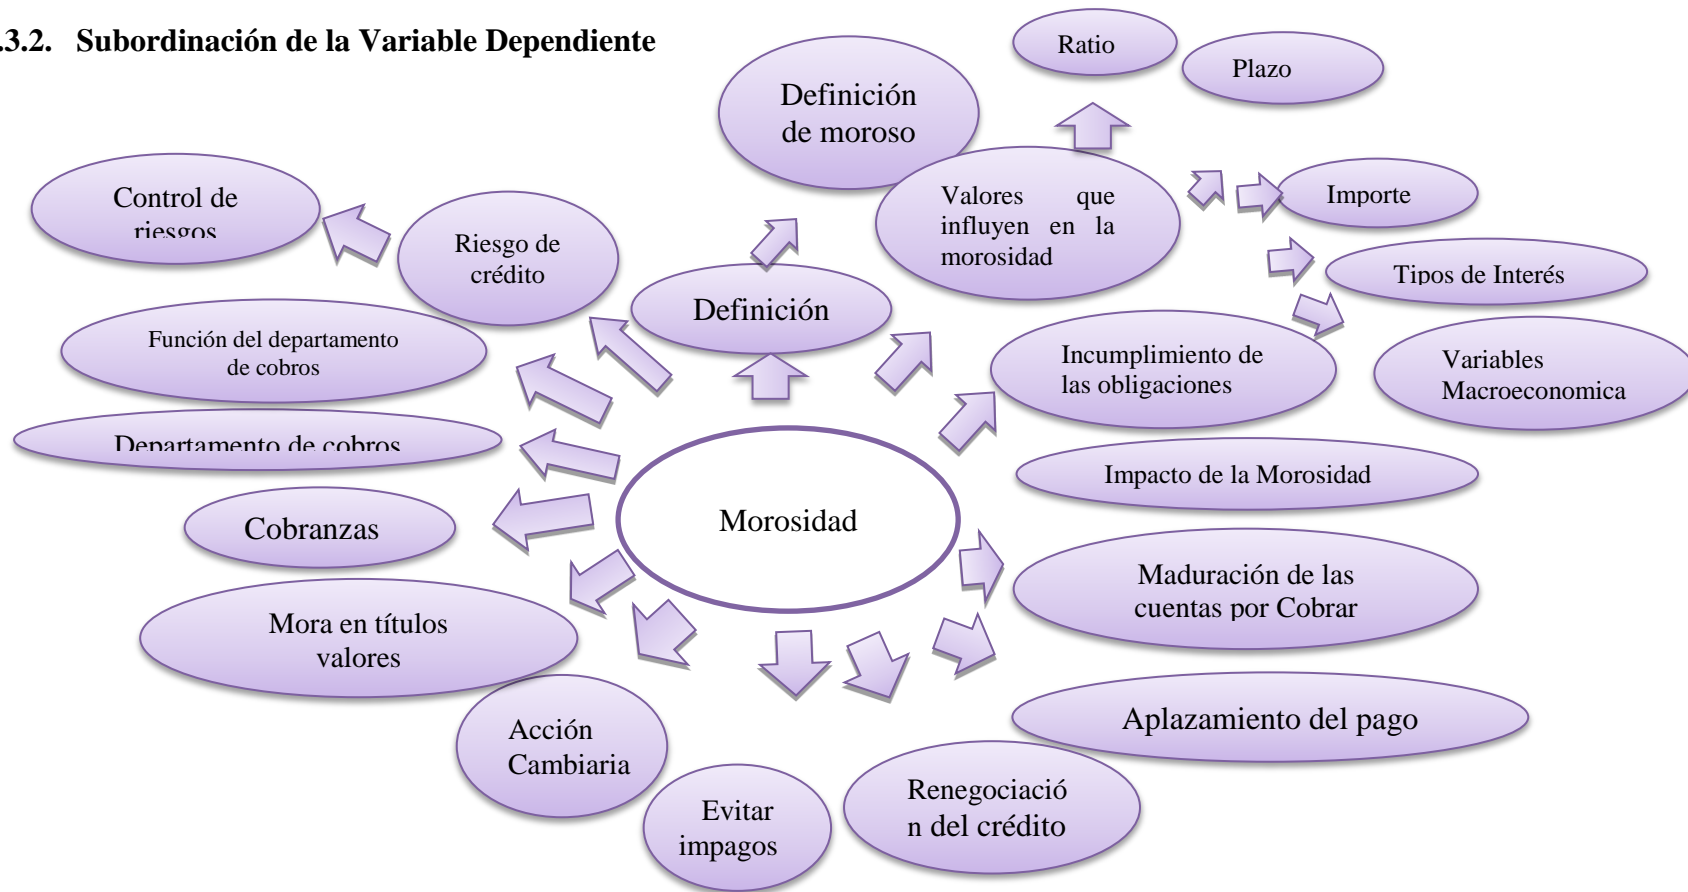 .3.2. Subordinación de la Variable Dependiente
Ratio
Plazo
Definición
de moroso
Control de
riesgos
Valores que
influyen en la
morosidad
Importe
Riesgo de
crédito
Tipos de Interés
Definición
Función del departamento
de cobros
Incumplimiento de
las obligaciones
Variables
Macroeconomica
Departamento de cobros
Impacto de la Morosidad
Cobranzas
Morosidad
Maduración de las
cuentas por Cobrar
Mora en títulos
valores
Aplazamiento del pago
Acción
Cambiaria
Renegociació
n del crédito
Evitar
impagos